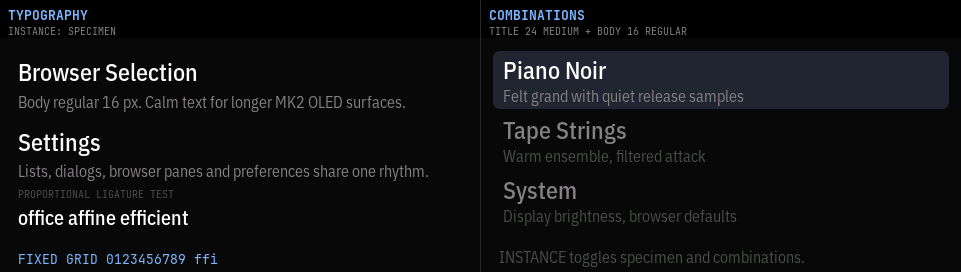 TYPOGRAPHY
INSTANCE: SPECIMEN
Browser Selection
Body regular 16 px. Calm text for longer MK2 OLED surfaces.
Settings
Lists, dialogs, browser panes and preferences share one rhythm.
PROPORTIONAL LIGATURE TEST
office affine efficient
FIXED GRID 0123456789 ffi
COMBINATIONS
TITLE 24 MEDIUM + BODY 16 REGULAR
Piano Noir
Felt grand with quiet release samples
Tape Strings
Warm ensemble, filtered attack
System
Display brightness, browser defaults
INSTANCE toggles specimen and combinations.